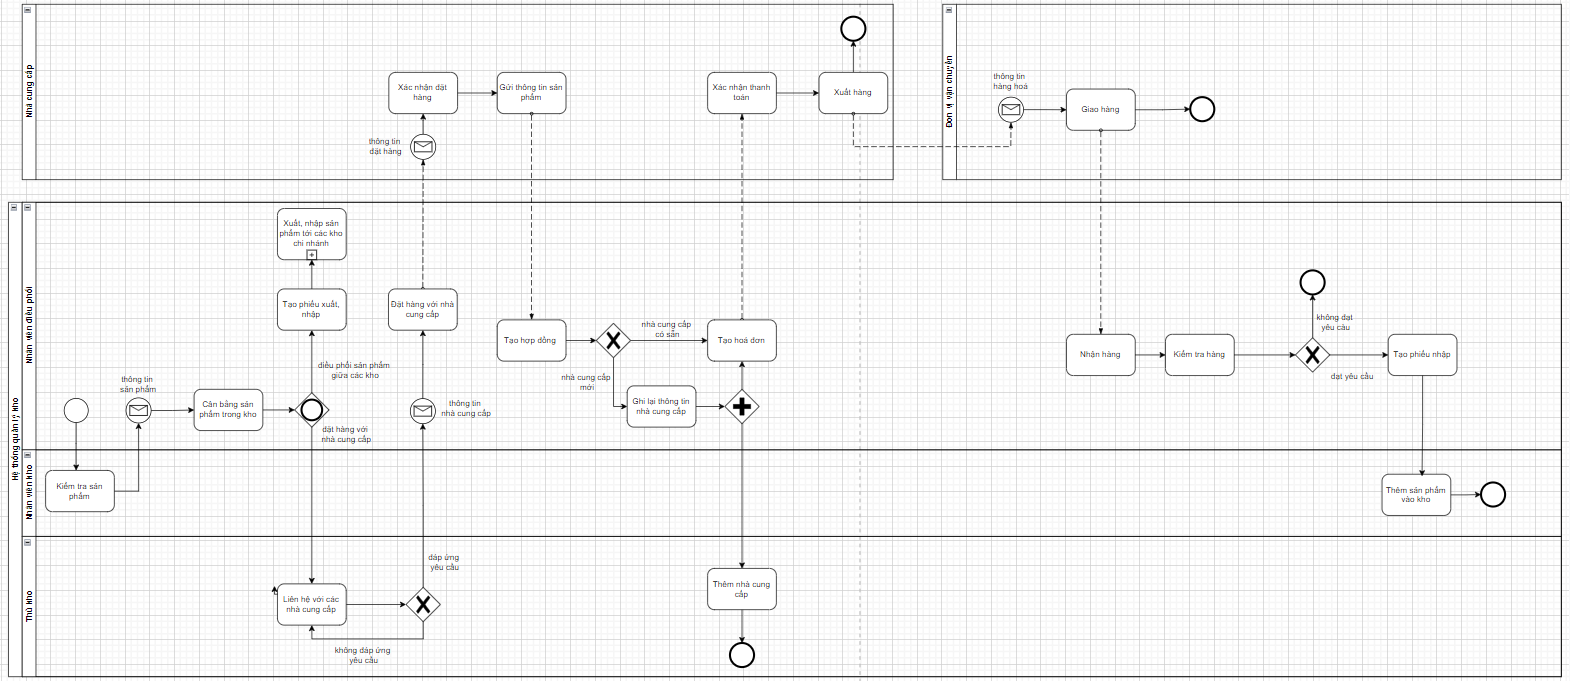 Nhà cung cấp
Xác nhận đặt
hàng
Gửi thông tin sản
phẩm
thông tin
đặt hàng
Xác nhận thanh
toán
Xuất hàng
Đơn vị vận chuyển
thông tin
hàng hoá
Giao hàng
Hệ thống quản lý kho
Nhân viên điều phối
Xuất, nhập sản
phẩm tới các kho
chi nhánh
Tạo phiếu xuất,
nhập
điều phối sản phẩm
giữa các kho
thông tin
sản phẩm
Cân bằng sản
phẩm trong kho
đặt hàng với
nhà cung cấp
Đặt hàng với nhà
cung cấp
thông tin
nhà cung cấp
Tạo hợp đồng
nhà cung cấp
có sẵn
nhà cung cấp
mới
Ghi lại thông tin
nhà cung cấp
Tạo hoá đơn
Nhận hàng
Kiểm tra hàng
không đạt
yêu cầu
đạt yêu cầu
Tạo phiếu nhập
Nhân viên kho
Kiểm tra sản
phẩm
Thêm sản phẩm
vào kho
Thủ kho
Liên hệ với các
nhà cung cấp
đáp ứng
yêu cầu
không đáp ứng
yêu cầu
Thêm nhà cung
cấp